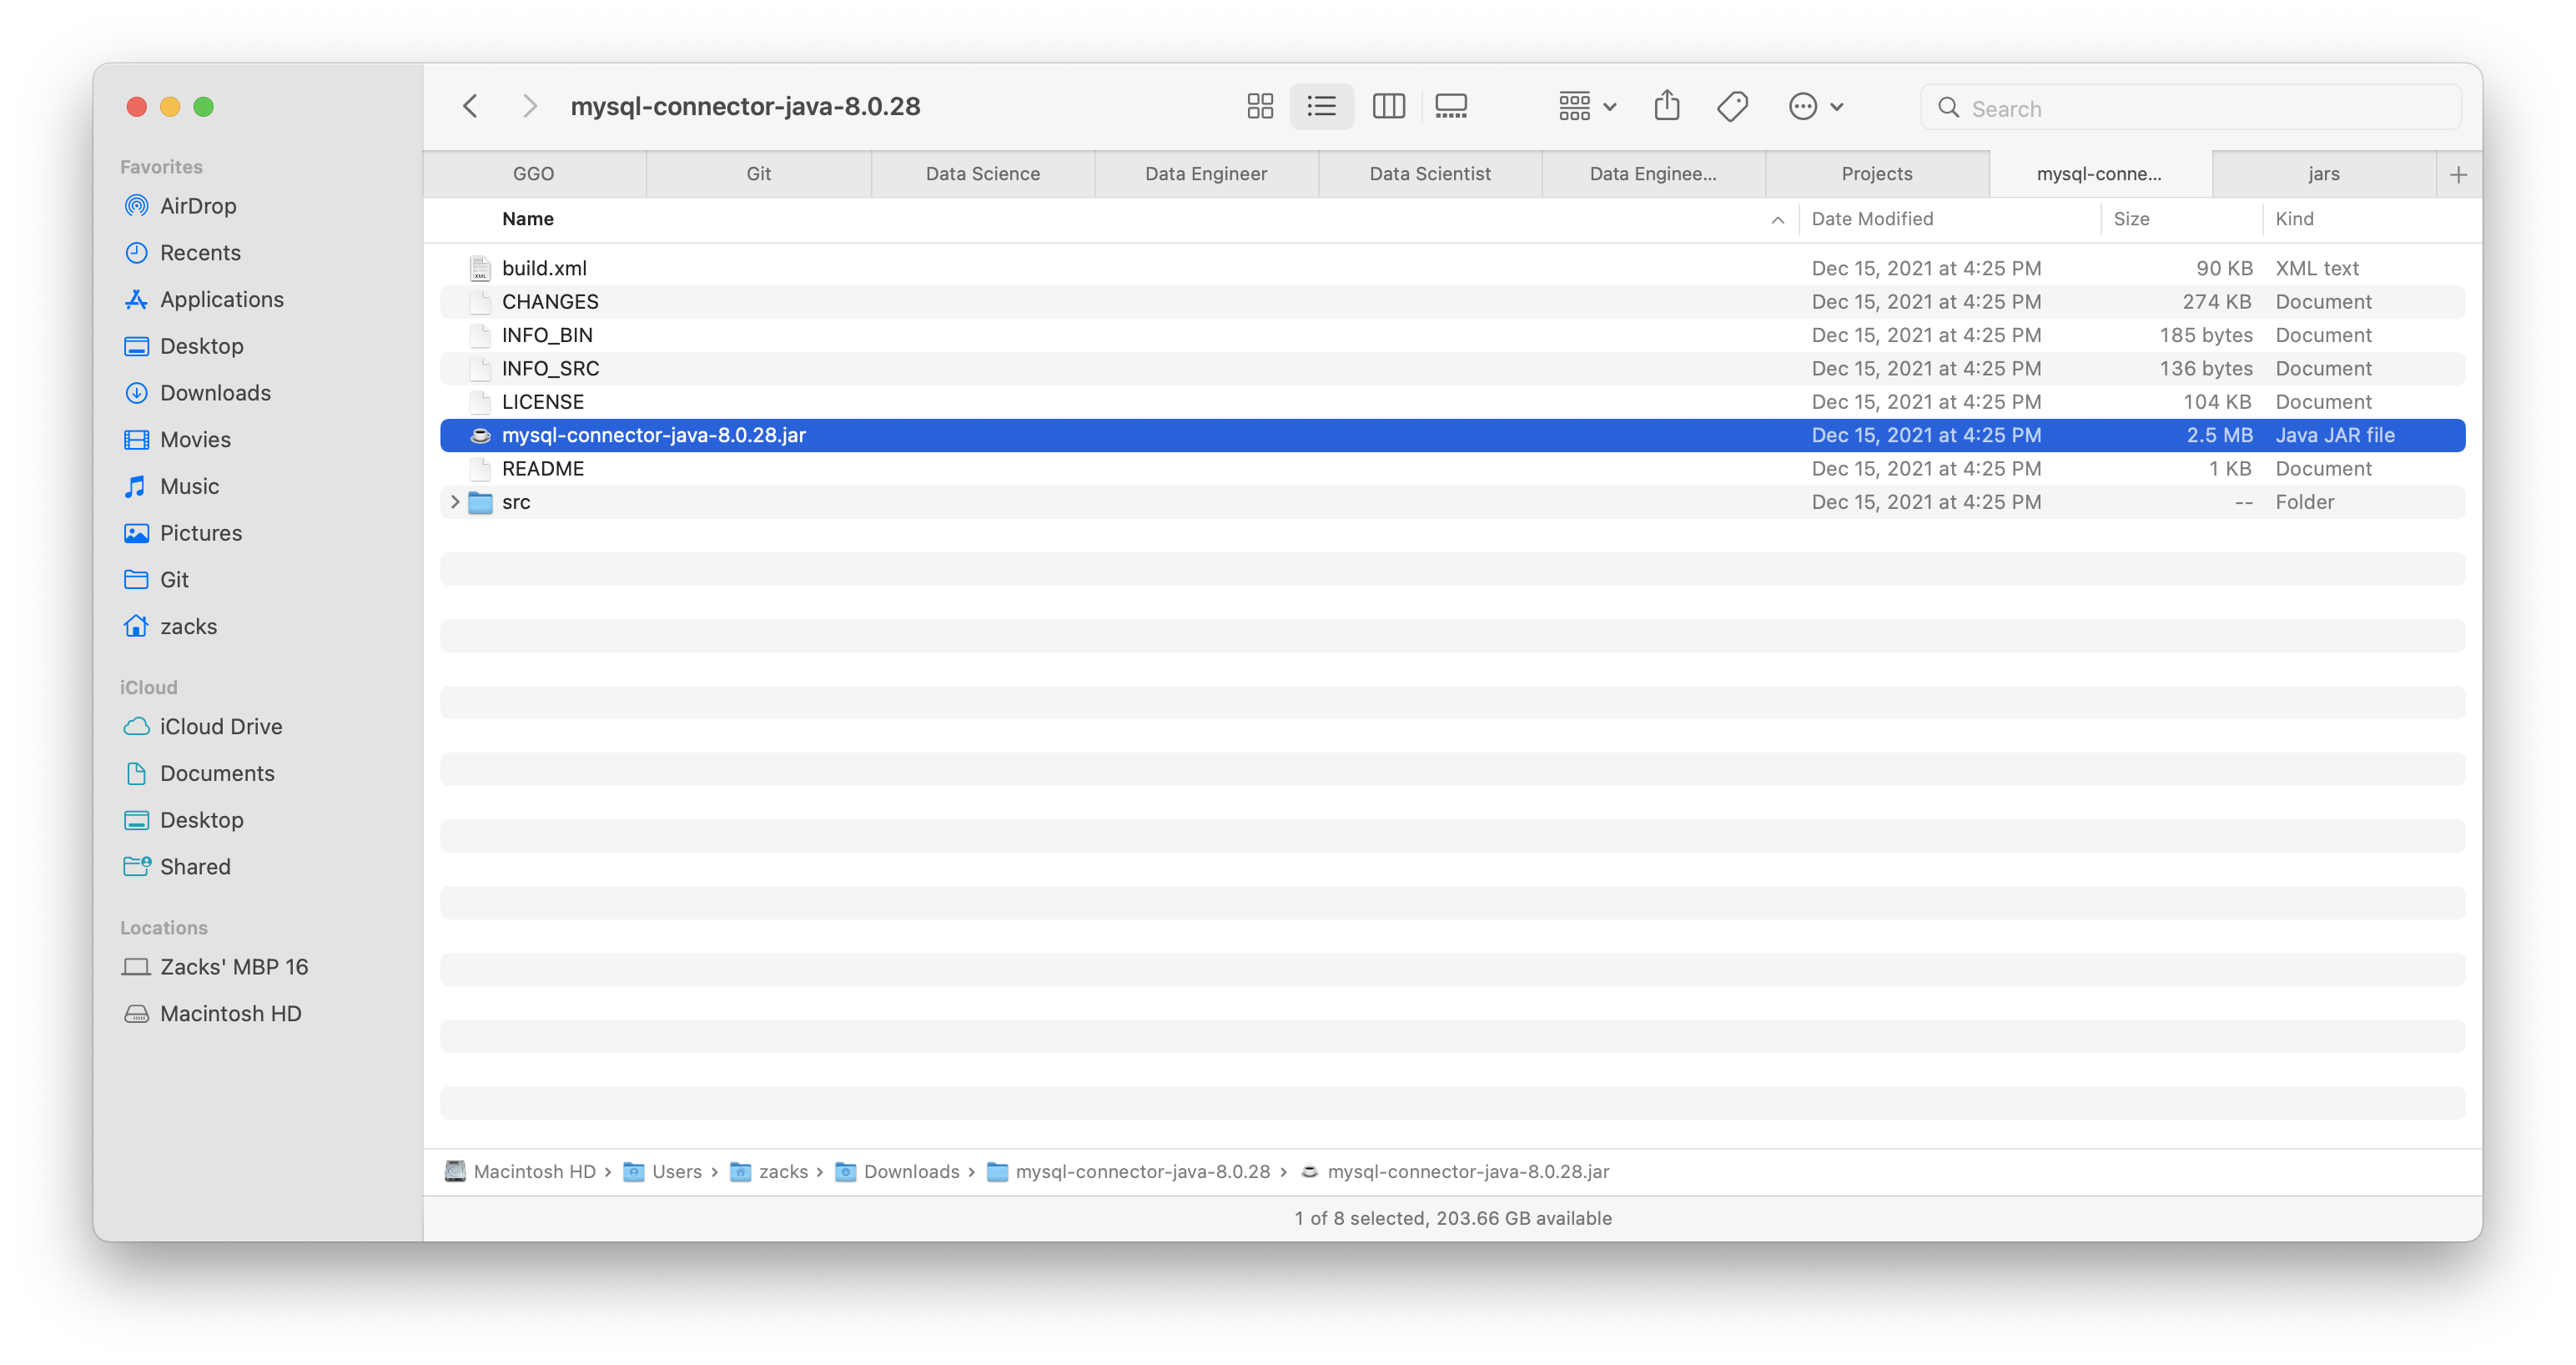 mysql-connector-java-8.0.28
Search
Favorites
AirDrop
Recents
Applications
Desktop
Downloads
Movies
Music
Pictures
Git
zacks
iCloud
iCloud Drive
Documents
Desktop
Shared
Locations
Zacks' MBP 16
Macintosh HD
GGO Git Data Science Data Engineer Data Scientist Data Enginee... Projects mysql-conne... jars
Name Date Modified Size Kind
build.xml Dec 15, 2021 at 4:25 PM 90 KB XML text
CHANGES Dec 15, 2021 at 4:25 PM 274 KB Document
INFO_BIN Dec 15, 2021 at 4:25 PM 185 bytes Document
INFO_SRC Dec 15, 2021 at 4:25 PM 136 bytes Document
LICENSE Dec 15, 2021 at 4:25 PM 104 KB Document
mysql-connector-java-8.0.28.jar Dec 15, 2021 at 4:25 PM 2.5 MB Java JAR file
README Dec 15, 2021 at 4:25 PM 1 KB Document
src Dec 15, 2021 at 4:25 PM -- Folder
Macintosh HD › Users › zacks › Downloads › mysql-connector-java-8.0.28 › mysql-connector-java-8.0.28.jar
1 of 8 selected, 203.66 GB available